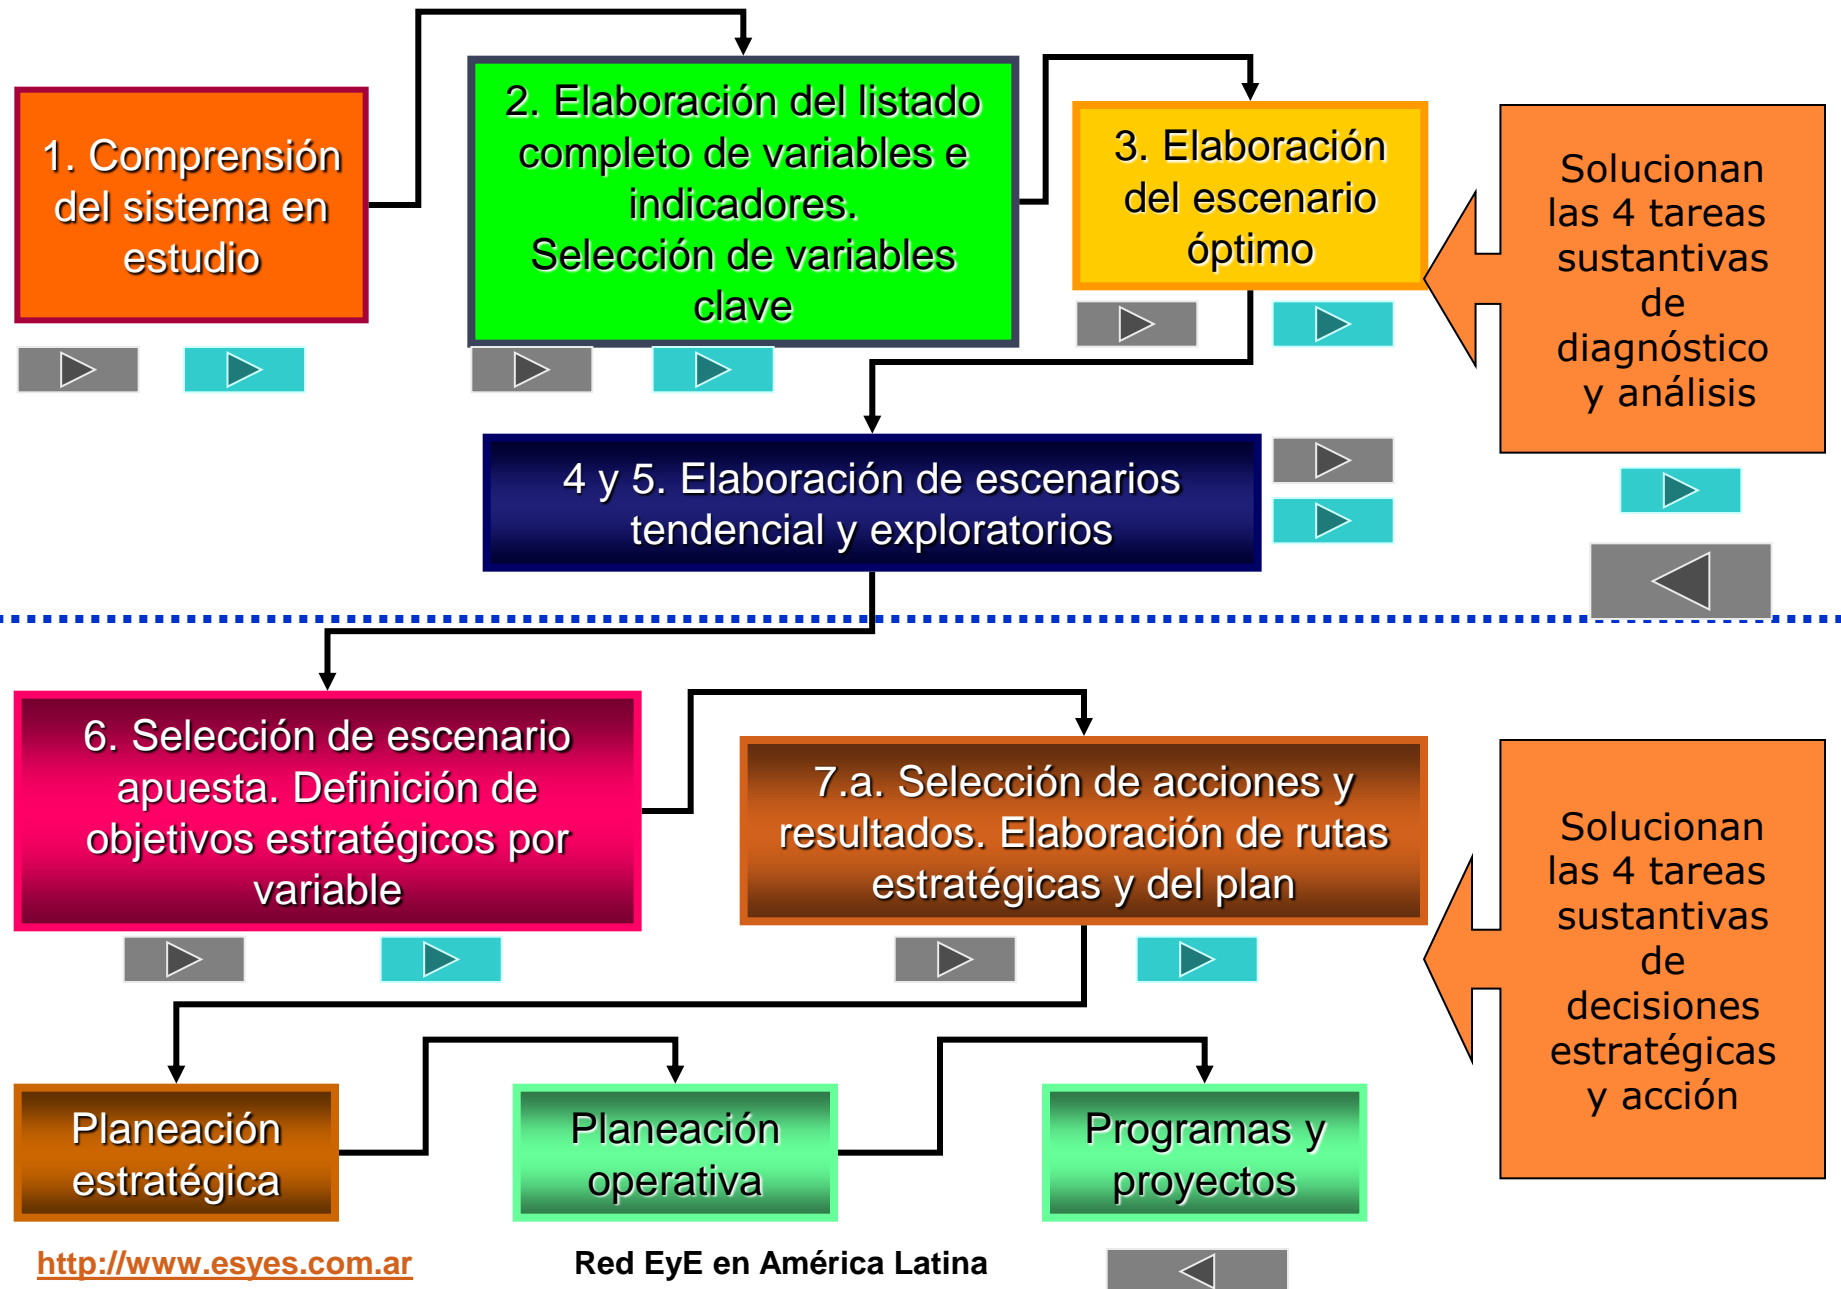 1. Comprensión
del sistema en
estudio
2. Elaboración del listado
completo de variables e
indicadores.
Selección de variables
clave
3. Elaboración
del escenario
óptimo
Solucionan
las 4 tareas
sustantivas
de
diagnóstico
y análisis
4 y 5. Elaboración de escenarios
tendencial y exploratorios
6. Selección de escenario
apuesta. Definición de
objetivos estratégicos por
variable
7.a. Selección de acciones y
resultados. Elaboración de rutas
estratégicas y del plan
Solucionan
las 4 tareas
sustantivas
de
decisiones
estratégicas
y acción
Planeación
estratégica
Planeación
operativa
Programas y
proyectos
http://www.esyes.com.ar
Red EyE en América Latina